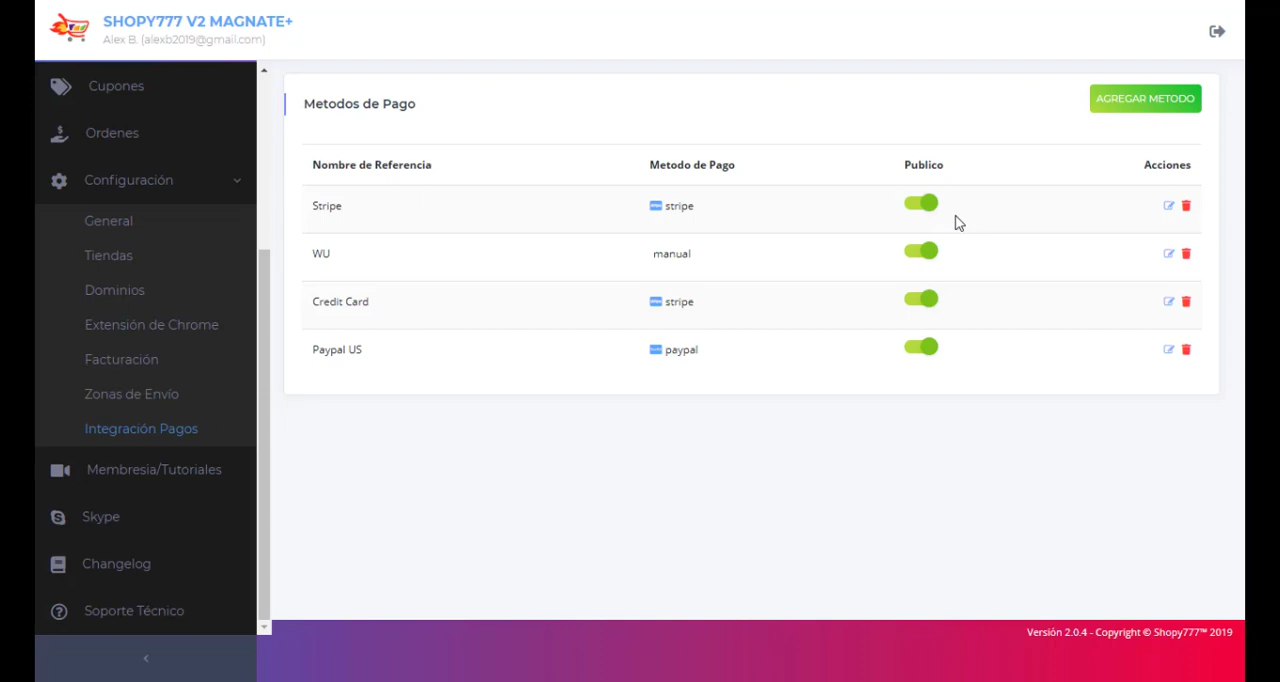 SHOPY777 V2 MAGNATE+
Alex B. (alexb2019@gmail.com)
Cupones
Ordenes
Configuración
General
Tiendas
Dominios
Extensión de Chrome
Facturación
Zonas de Envío
Integración Pagos
Membresia/Tutoriales
Skype
Changelog
Soporte Técnico
Metodos de Pago
AGREGAR METODO
Nombre de Referencia Metodo de Pago Publico Acciones
Stripe stripe
WU manual
Credit Card stripe
Paypal US paypal
Versión 2.0.4 - Copyright © Shopy777™ 2019